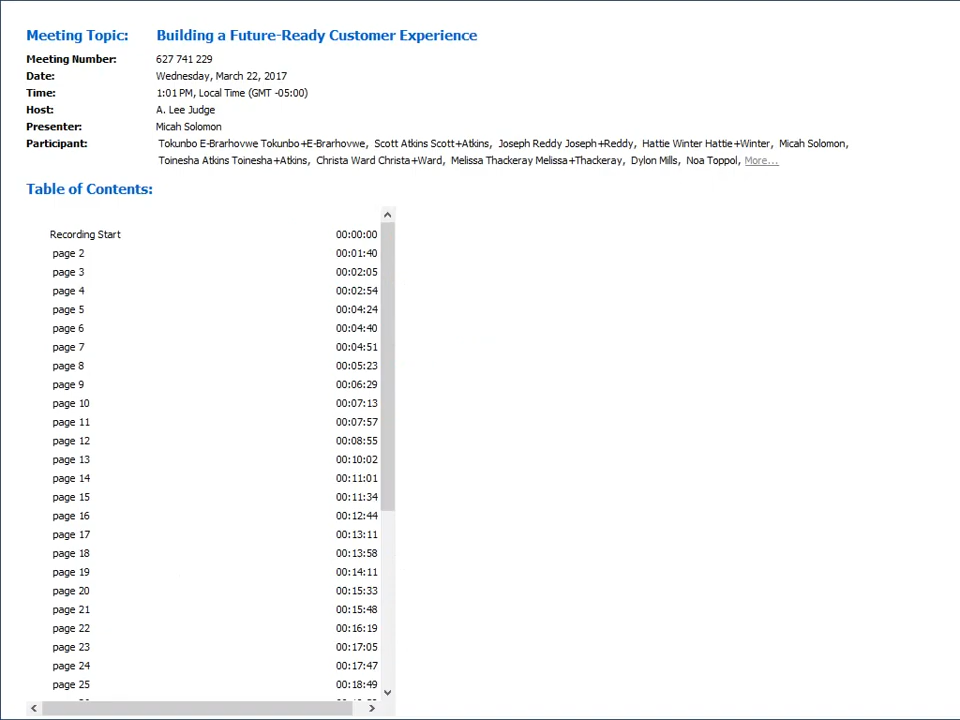 Meeting Topic: Building a Future-Ready Customer Experience
Meeting Number: 627 741 229
Date: Wednesday, March 22, 2017
Time: 1:01 PM, Local Time (GMT -05:00)
Host: A. Lee Judge
Presenter: Micah Solomon
Participant: Tokunbo E-Brarhovwe Tokunbo+E-Brarhovwe, Scott Atkins Scott+Atkins, Joseph Reddy Joseph+Reddy, Hattie Winter Hattie+Winter, Micah Solomon,
Toinesha Atkins Toinesha+Atkins, Christa Ward Christa+Ward, Melissa Thackeray Melissa+Thackeray, Dylon Mills, Noa Toppol, More...
Table of Contents:
Recording Start 00:00:00
page 2 00:01:40
page 3 00:02:05
page 4 00:02:54
page 5 00:04:24
page 6 00:04:40
page 7 00:04:51
page 8 00:05:23
page 9 00:06:29
page 10 00:07:13
page 11 00:07:57
page 12 00:08:55
page 13 00:10:02
page 14 00:11:01
page 15 00:11:34
page 16 00:12:44
page 17 00:13:11
page 18 00:13:58
page 19 00:14:11
page 20 00:15:33
page 21 00:15:48
page 22 00:16:19
page 23 00:17:05
page 24 00:17:47
page 25 00:18:49